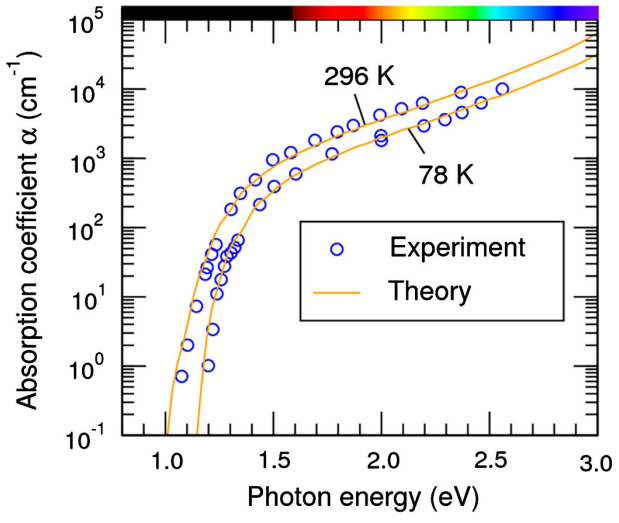 10^5
10^4
10^3
10^2
10^1
10^0
10^-1
Absorption coefficient α (cm^-1)
296 K
78 K
Experiment
Theory
1.0 1.5 2.0 2.5 3.0
Photon energy (eV)